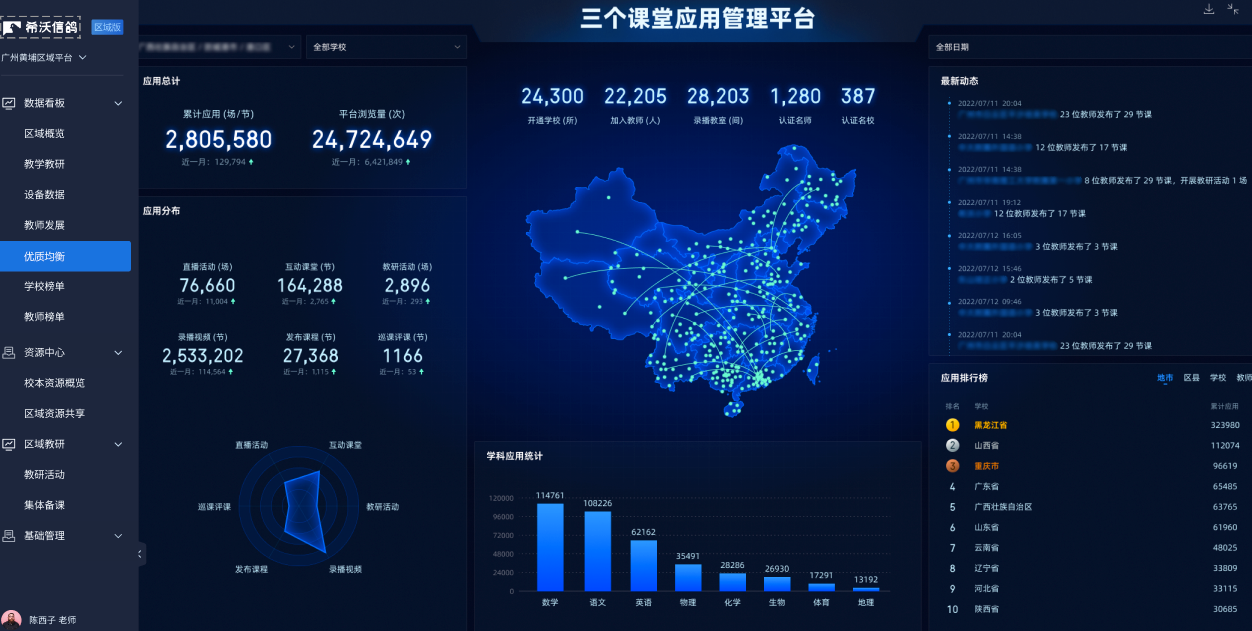 希沃信鸽
区域版
广州黄埔区域平台
数据看板
区域概览
教学教研
设备数据
教师发展
优质均衡
学校榜单
教师榜单
资源中心
校本资源概览
区域资源共享
区域教研
教研活动
集体备课
基础管理
陈西子 老师
三个课堂应用管理平台
全部学校
应用总计
累计应用 (场/节)
平台浏览量 (次)
2,805,580
24,724,649
近一月: 129,794
近一月: 6,421,849
应用分布
直播活动 (场)
互动课堂 (节)
教研活动 (场)
76,660
164,288
2,896
近一月: 11,004
近一月: 2,765
近一月: 293
录播视频 (节)
发布课程 (节)
巡课评课 (节)
2,533,202
27,368
1166
近一月: 114,564
近一月: 1,115
近一月: 53
直播活动
互动课堂
巡课评课
教研活动
发布课程
录播视频
24,300
22,205
28,203
1,280
387
开通学校 (所)
加入教师 (人)
录播教室 (间)
认证名师
认证名校
学科应用统计
120000
96000
72000
48000
24000
0
114761
108226
62162
35491
28286
26930
17291
13192
数学
语文
英语
物理
化学
生物
体育
地理
全部日期
最新动态
2022/07/11 20:04
23 位教师发布了 29 节课
2022/07/11 14:38
12 位教师发布了 17 节课
2022/07/11 14:38
8 位教师发布了 29 节课，开展教研活动 1 场
2022/07/11 19:12
12 位教师发布了 17 节课
2022/07/12 16:05
3 位教师发布了 3 节课
2022/07/12 15:46
2 位教师发布了 5 节课
2022/07/12 09:46
3 位教师发布了 3 节课
2022/07/11 20:04
23 位教师发布了 29 节课
应用排行榜
地市
区县
学校
教师
排名 学校 累计应用
1 黑龙江省 323980
2 山西省 112074
3 重庆市 96619
4 广东省 65485
5 广西壮族自治区 63765
6 山东省 61960
7 云南省 48025
8 辽宁省 33809
9 河北省 33115
10 陕西省 30685